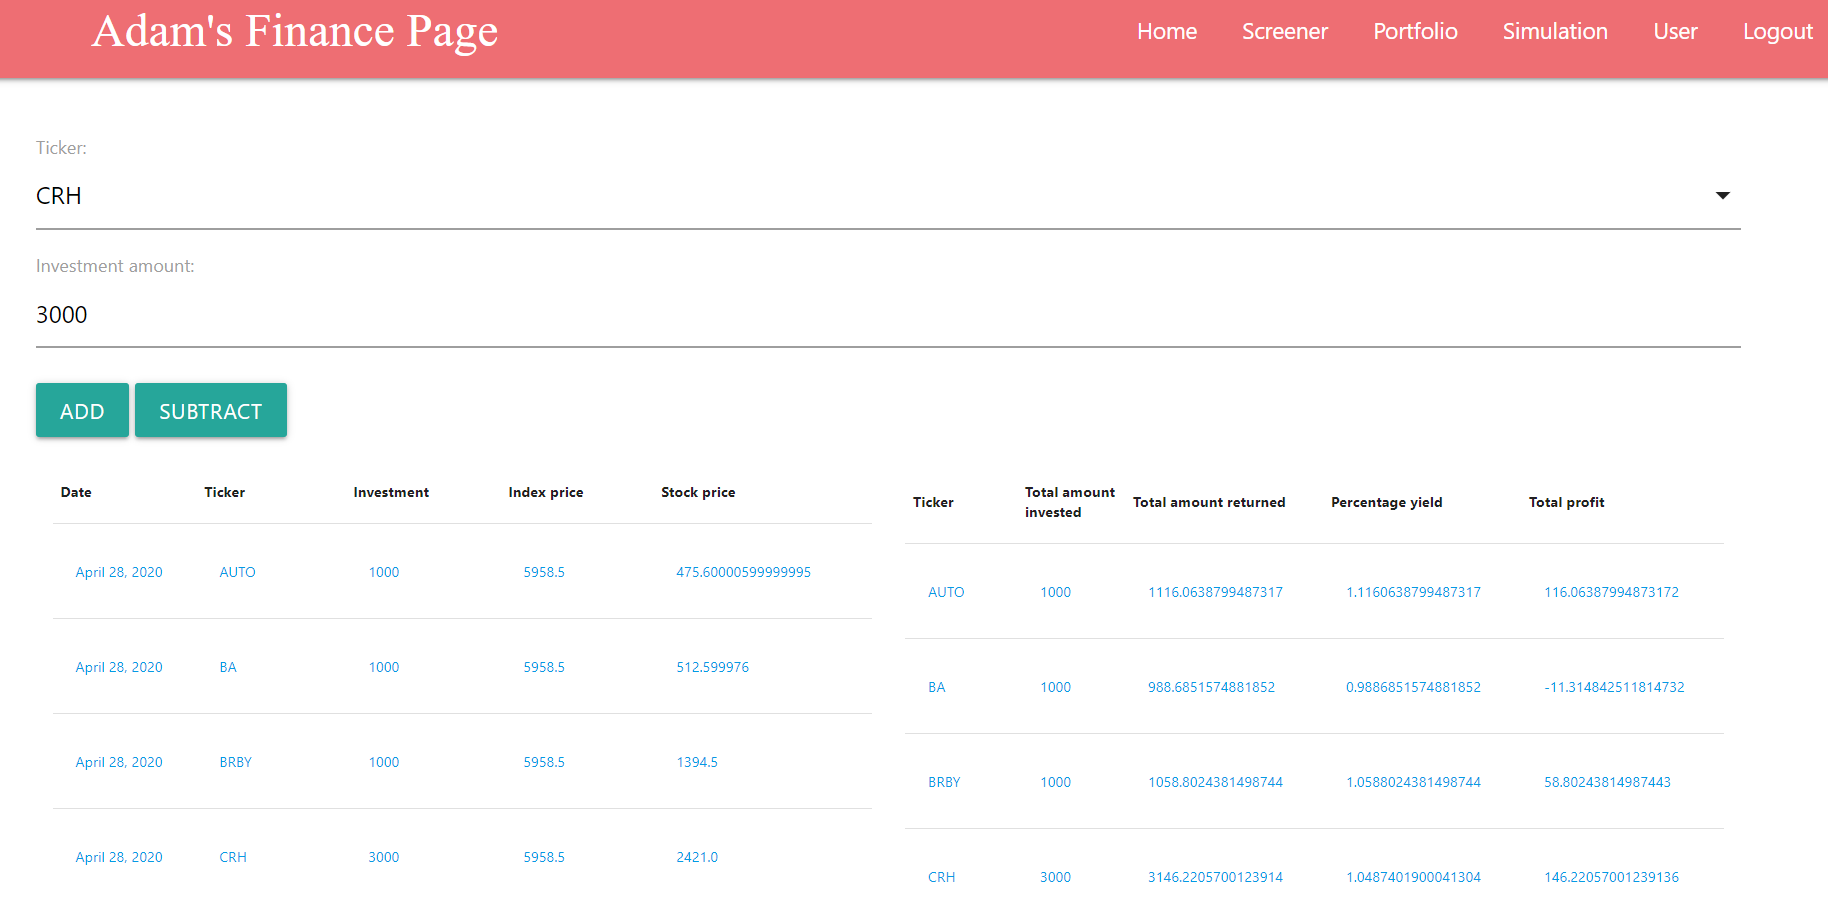 Adam's Finance Page
Home Screener Portfolio Simulation User Logout
Ticker:
CRH
Investment amount:
3000
ADD SUBTRACT
Date Ticker Investment Index price Stock price
April 28, 2020 AUTO 1000 5958.5 475.60000599999995
April 28, 2020 BA 1000 5958.5 512.599976
April 28, 2020 BRBY 1000 5958.5 1394.5
April 28, 2020 CRH 3000 5958.5 2421.0
Ticker Total amount invested Total amount returned Percentage yield Total profit
AUTO 1000 1116.0638799487317 1.1160638799487317 116.06387994873172
BA 1000 988.6851574881852 0.9886851574881852 -11.314842511814732
BRBY 1000 1058.8024381498744 1.0588024381498744 58.80243814987443
CRH 3000 3146.2205700123914 1.0487401900041304 146.22057001239136